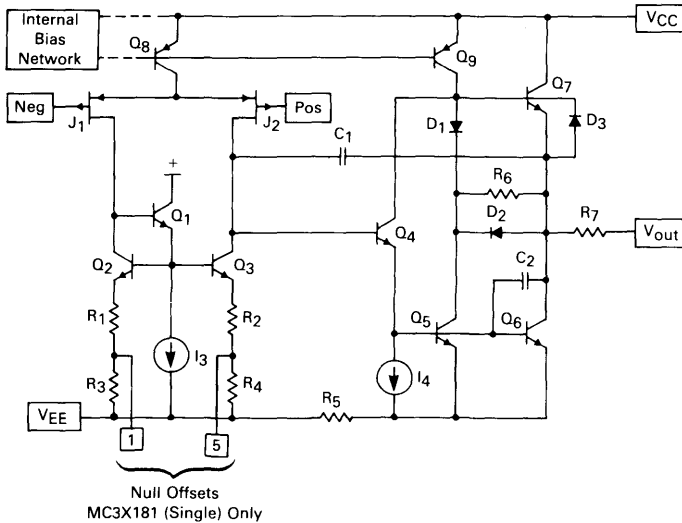 Internal
Bias
Network
Q8
Q9
VCC
Q7
Neg
Pos
J1
J2
D1
D3
C1
+
R6
Q1
D2
R7
Vout
Q4
Q2
Q3
C2
R1
R2
Q5
Q6
I3
I4
R3
R4
VEE
R5
1
5
Null Offsets
MC3X181 (Single) Only